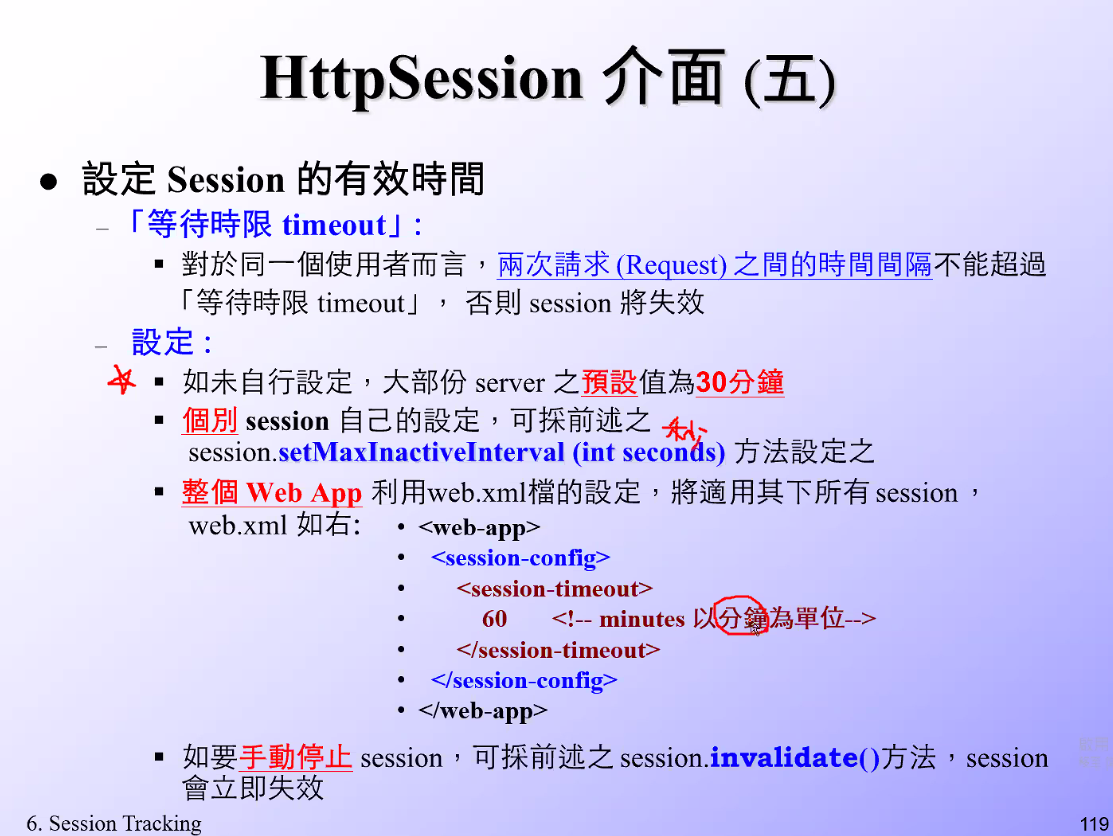 HttpSession 介面 (五)
● 設定 Session 的有效時間
–「等待時限 timeout」:
▪ 對於同一個使用者而言，兩次請求 (Request) 之間的時間間隔不能超過
「等待時限 timeout」， 否則 session 將失效
– 設定 :
▪ 如未自行設定，大部份 server 之預設值為30分鐘
▪ 個別 session 自己的設定，可採前述之
session.setMaxInactiveInterval (int seconds) 方法設定之
▪ 整個 Web App 利用web.xml檔的設定，將適用其下所有 session，
web.xml 如右:
• <web-app>
• <session-config>
• <session-timeout>
• 60 <!-- minutes 以分鐘為單位-->
• </session-timeout>
• </session-config>
• </web-app>
▪ 如要手動停止 session，可採前述之 session.invalidate()方法，session
會立即失效
6. Session Tracking
119